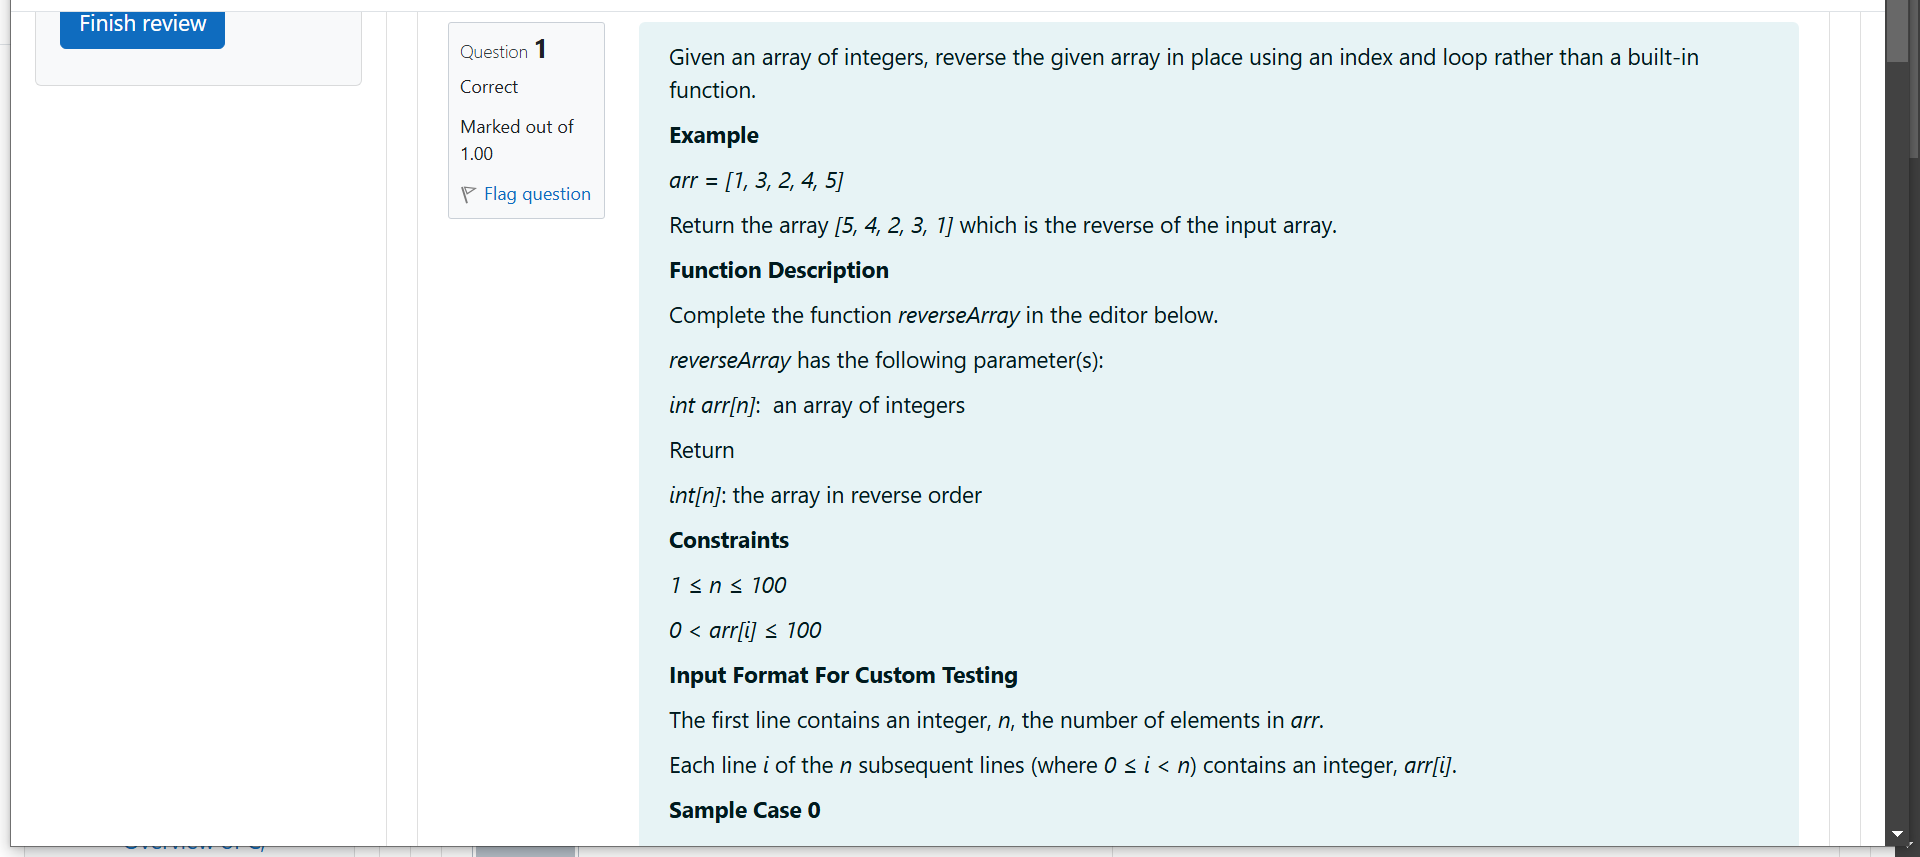 Finish review
Question 1
Correct
Marked out of
1.00
Flag question
Given an array of integers, reverse the given array in place using an index and loop rather than a built-in
function.
Example
arr = [1, 3, 2, 4, 5]
Return the array [5, 4, 2, 3, 1] which is the reverse of the input array.
Function Description
Complete the function reverseArray in the editor below.
reverseArray has the following parameter(s):
int arr[n]: an array of integers
Return
int[n]: the array in reverse order
Constraints
1 ≤ n ≤ 100
0 < arr[i] ≤ 100
Input Format For Custom Testing
The first line contains an integer, n, the number of elements in arr.
Each line i of the n subsequent lines (where 0 ≤ i < n) contains an integer, arr[i].
Sample Case 0